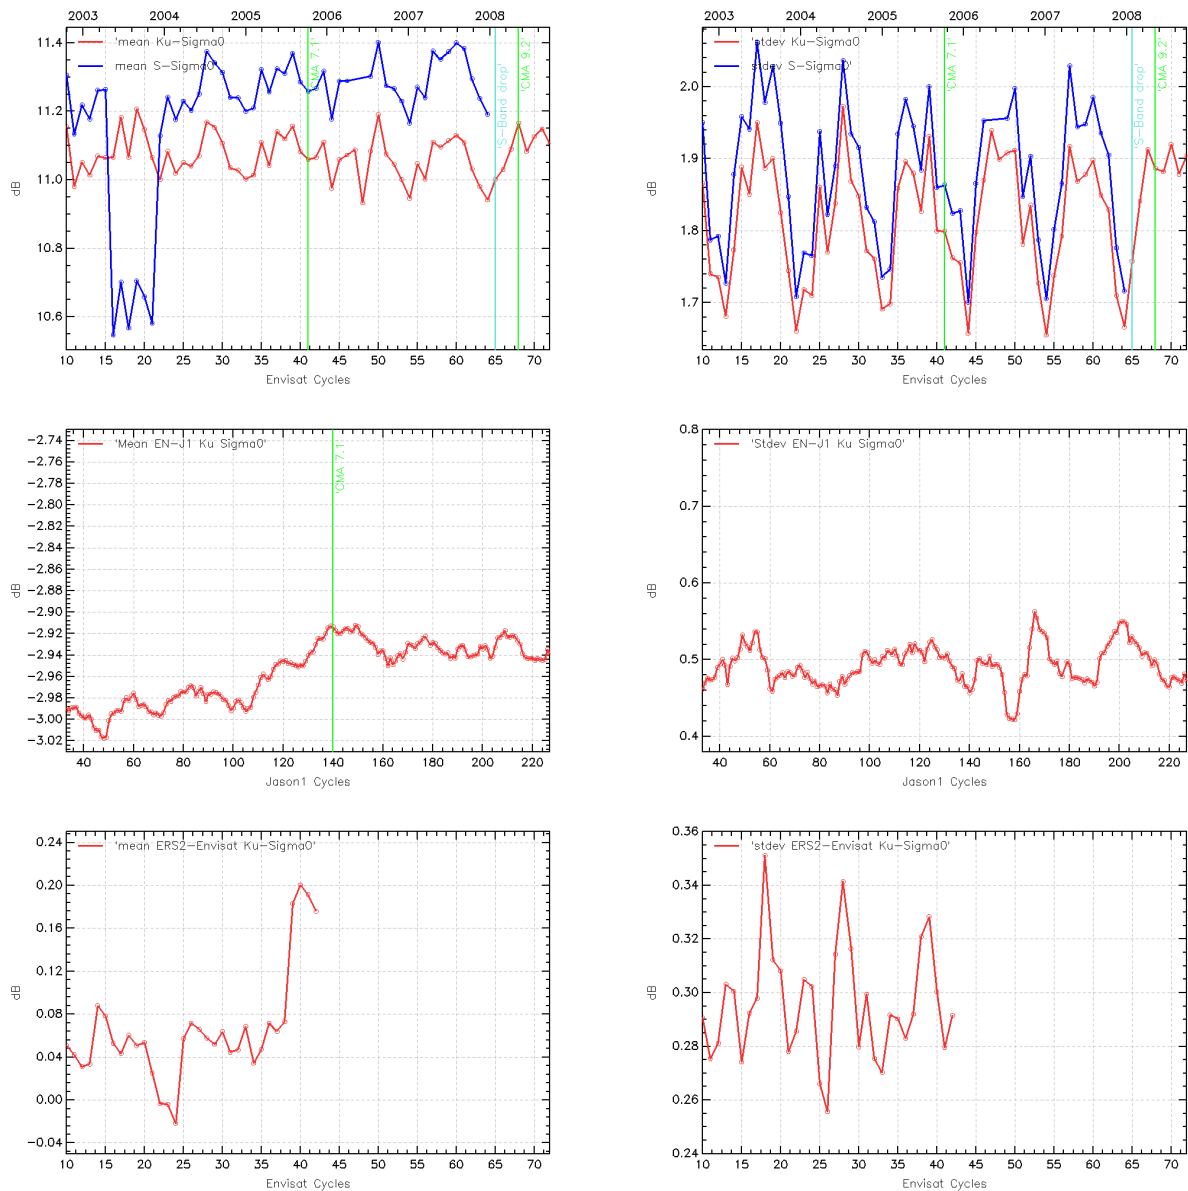 2003 2004 2005 2006 2007 2008
'mean Ku-Sigma0
mean S-Sigma0'
'CMA 7.1'
'S-Band drop'
'CMA 9.2'
11.4
11.2
11.0
10.8
10.6
dB
10 15 20 25 30 35 40 45 50 55 60 65 70
Envisat Cycles
2003 2004 2005 2006 2007 2008
'stdev Ku-Sigma0
stdev S-Sigma0'
'CMA 7.1'
'S-Band drop'
'CMA 9.2'
2.0
1.9
1.8
1.7
dB
10 15 20 25 30 35 40 45 50 55 60 65 70
Envisat Cycles
'Mean EN-J1 Ku Sigma0'
'CMA 7.1'
-2.74
-2.76
-2.78
-2.80
-2.82
-2.84
-2.86
-2.88
-2.90
-2.92
-2.94
-2.96
-2.98
-3.00
-3.02
dB
40 60 80 100 120 140 160 180 200 220
Jason1 Cycles
'Stdev EN-J1 Ku Sigma0'
0.8
0.7
0.6
0.5
0.4
dB
40 60 80 100 120 140 160 180 200 220
Jason1 Cycles
'mean ERS2-Envisat Ku-Sigma0'
0.24
0.20
0.16
0.12
0.08
0.04
0.00
-0.04
dB
10 15 20 25 30 35 40 45 50 55 60 65 70
Envisat Cycles
'stdev ERS2-Envisat Ku-Sigma0'
0.36
0.34
0.32
0.30
0.28
0.26
0.24
dB
10 15 20 25 30 35 40 45 50 55 60 65 70
Envisat Cycles